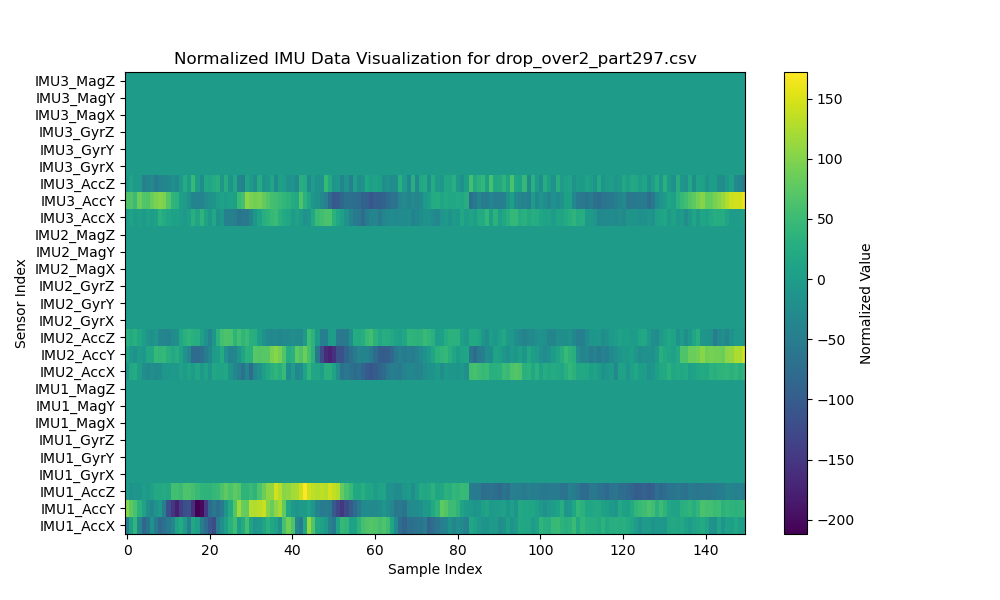 Normalized IMU Data Visualization for drop_over2_part297.csv
IMU3_MagZ
IMU3_MagY
IMU3_MagX
IMU3_GyrZ
IMU3_GyrY
IMU3_GyrX
IMU3_AccZ
IMU3_AccY
IMU3_AccX
IMU2_MagZ
IMU2_MagY
IMU2_MagX
IMU2_GyrZ
IMU2_GyrY
IMU2_GyrX
IMU2_AccZ
IMU2_AccY
IMU2_AccX
IMU1_MagZ
IMU1_MagY
IMU1_MagX
IMU1_GyrZ
IMU1_GyrY
IMU1_GyrX
IMU1_AccZ
IMU1_AccY
IMU1_AccX
Sensor Index
0 20 40 60 80 100 120 140
Sample Index
150
100
50
0
−50
−100
−150
−200
Normalized Value